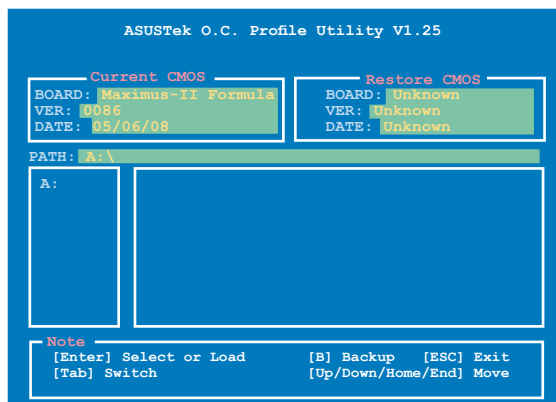 ASUSTek O.C. Profile Utility V1.25
Current CMOS
BOARD: Maximus-II Formula
VER: 0086
DATE: 05/06/08
Restore CMOS
BOARD: Unknown
VER: Unknown
DATE: Unknown
PATH: A:\
A:
Note
[Enter] Select or Load [B] Backup [ESC] Exit
[Tab] Switch [Up/Down/Home/End] Move